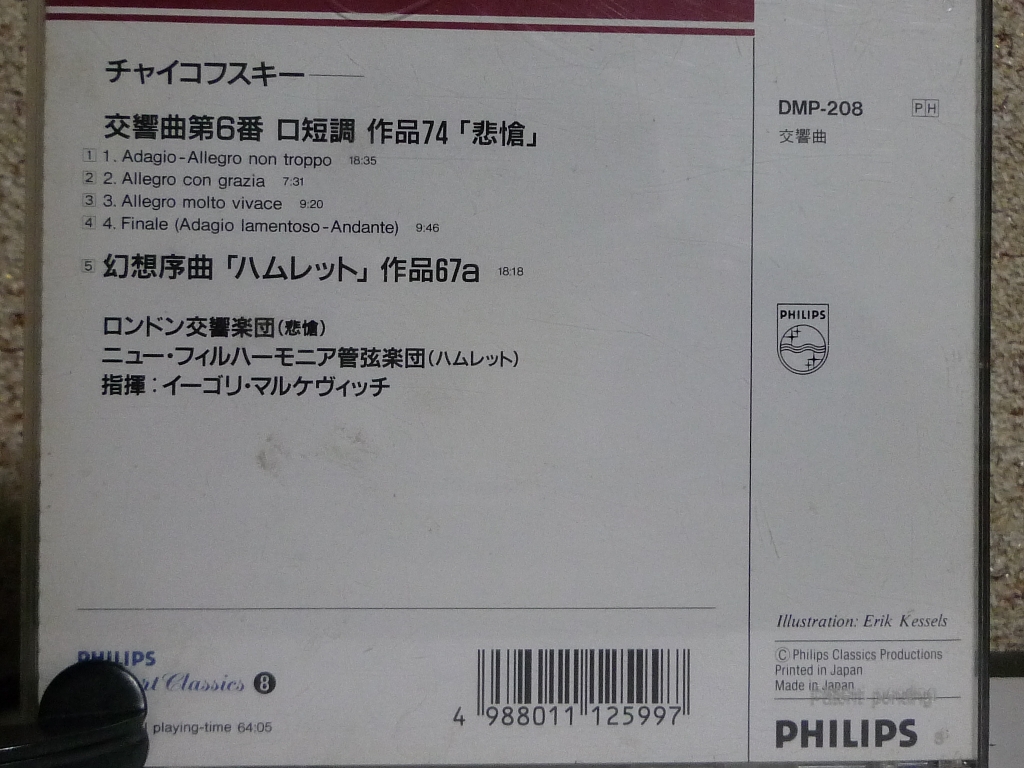 チャイコフスキー
交響曲第6番 ロ短調 作品74「悲愴」
1 1. Adagio-Allegro non troppo 18:35
2 2. Allegro con grazia 7:31
3 3. Allegro molto vivace 9:20
4 4. Finale (Adagio lamentoso-Andante) 9:46
5 幻想序曲「ハムレット」作品67a 18:18
ロンドン交響楽団(悲愴)
ニュー・フィルハーモニア管弦楽団(ハムレット)
指揮:イーゴリ・マルケヴィッチ
PHILIPS
Classics 8
playing-time 64:05
4 988011 125997
DMP-208 PH
交響曲
PHILIPS
Illustration: Erik Kessels
© Philips Classics Productions
Printed in Japan
Made in Japan
Patent pending
PHILIPS